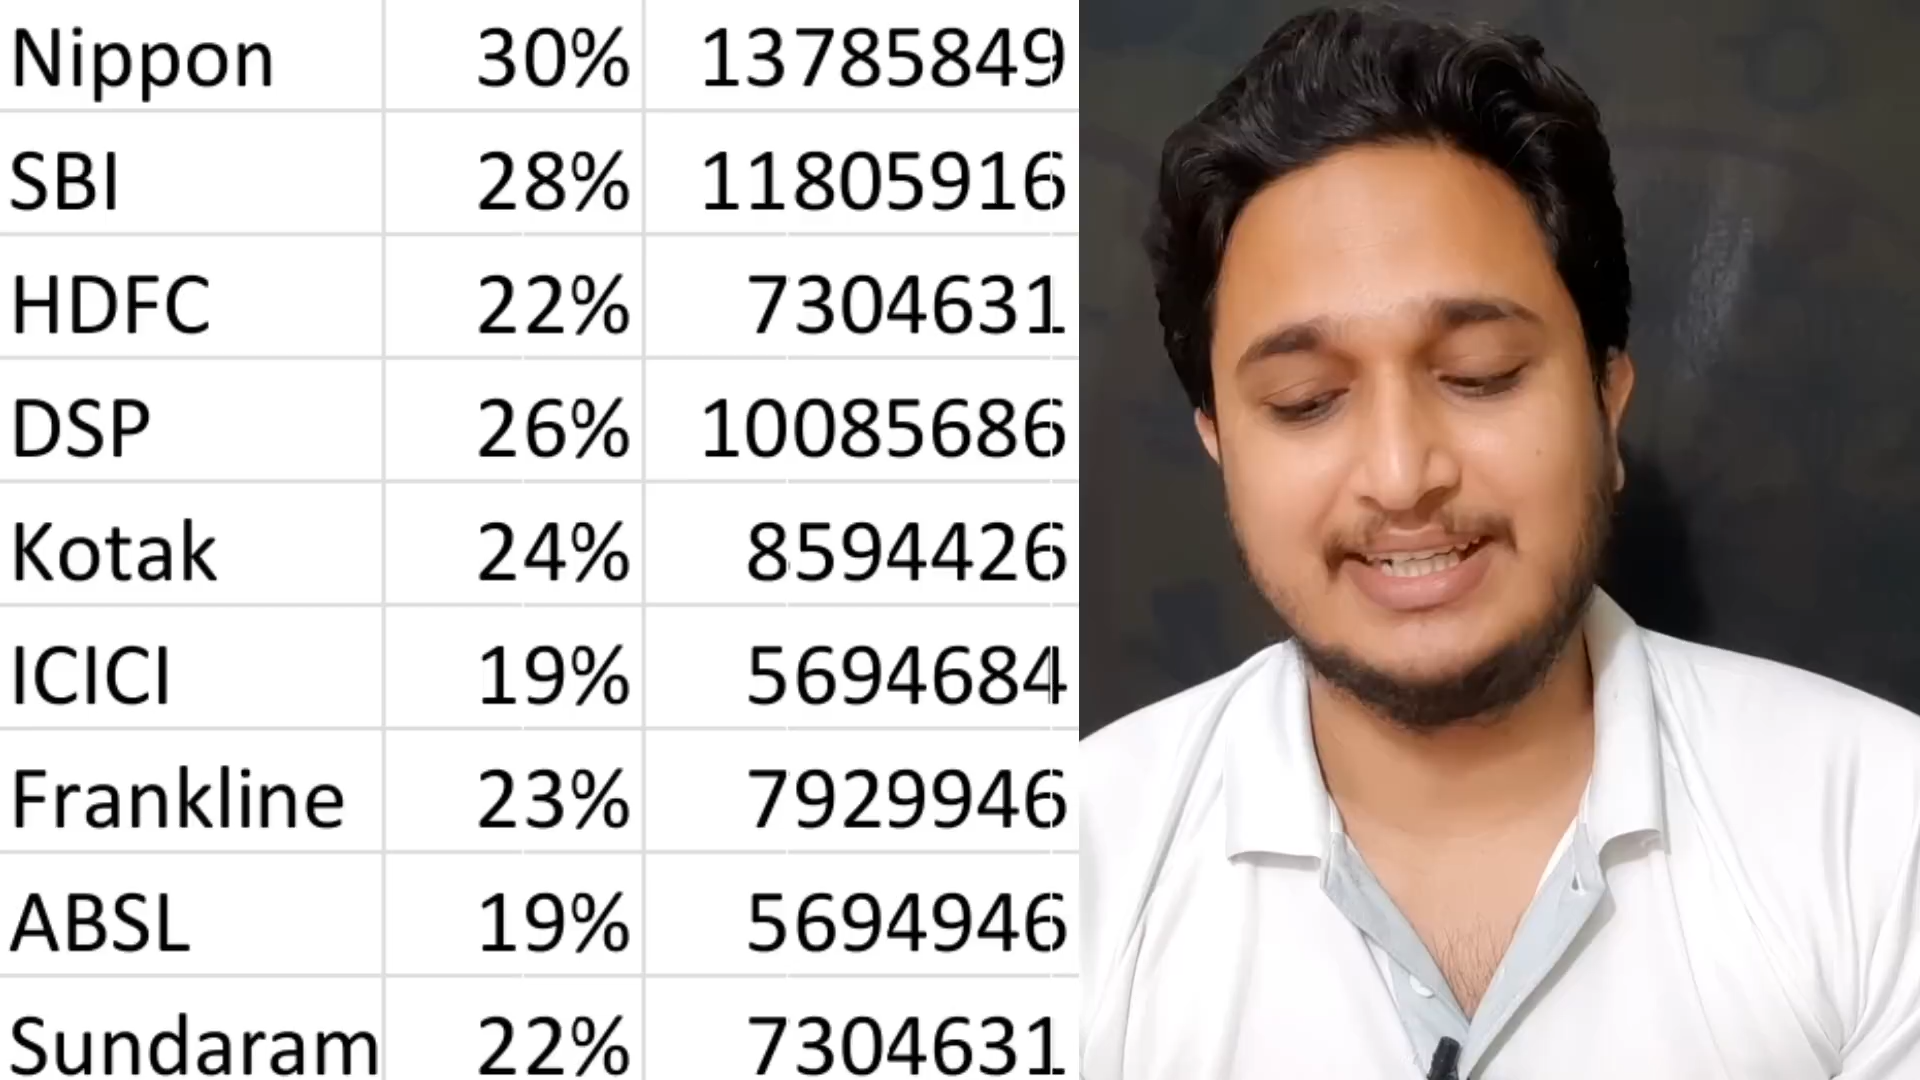 Nippon 30% 13785849
SBI 28% 11805916
HDFC 22% 7304631
DSP 26% 10085686
Kotak 24% 8594426
ICICI 19% 5694684
Frankline 23% 7929946
ABSL 19% 5694946
Sundaram 22% 7304631